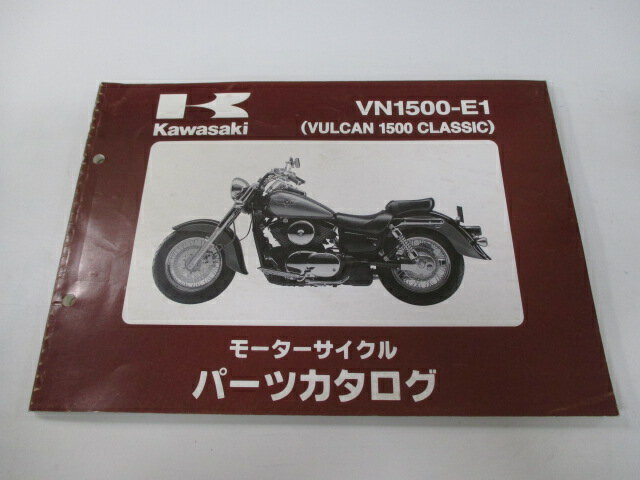 Kawasaki
VN1500-E1
(VULCAN 1500 CLASSIC)
モーターサイクル
パーツカタログ